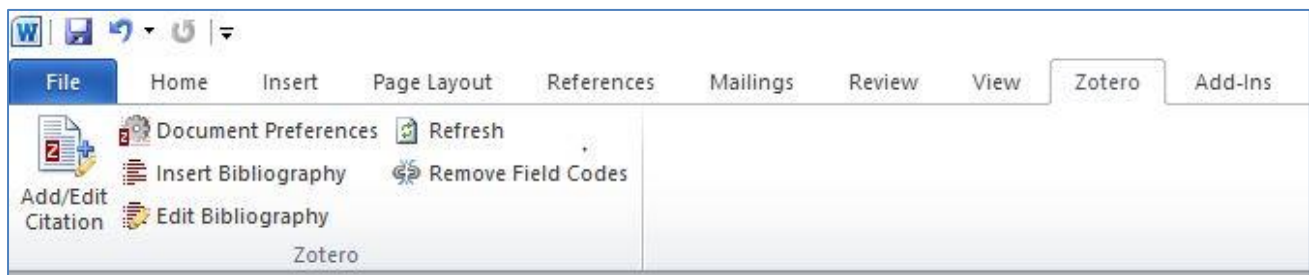 W
File Home Insert Page Layout References Mailings Review View Zotero Add-Ins
Z Z Document Preferences Refresh
Insert Bibliography Remove Field Codes
Add/Edit
Citation Edit Bibliography
Zotero